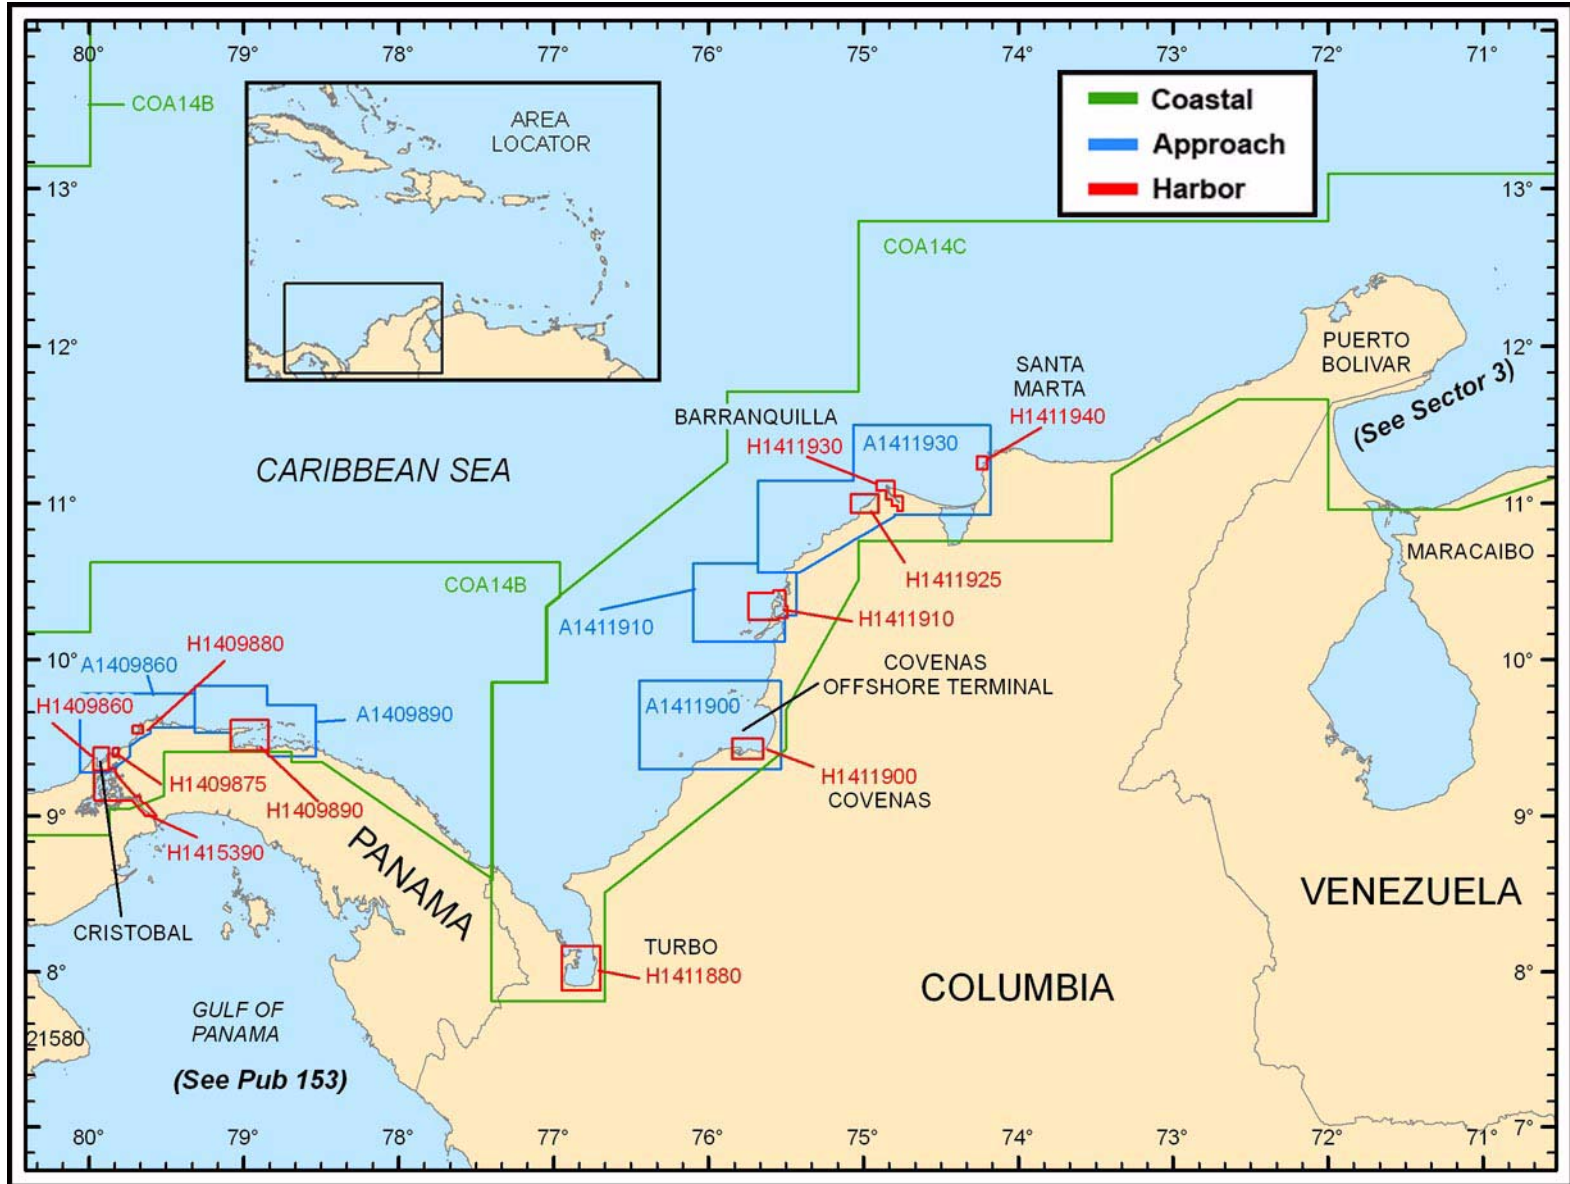 80° 79° 78° 77° 76° 75° 74° 73° 72° 71°
COA14B
AREA
LOCATOR
Coastal
Approach
Harbor
13° 13°
COA14C
12° 12°
PUERTO
BOLIVAR
SANTA
MARTA
H1411940
(See Sector 3)
BARRANQUILLA
H1411930
A1411930
CARIBBEAN SEA
11° 11°
MARACAIBO
H1411925
COA14B
A1411910
H1411910
10° 10°
H1409880
A1409860
H1409860
A1409890
COVENAS
OFFSHORE TERMINAL
A1411900
H1409875
H1409890
H1411900
COVENAS
9° 9°
H1415390
PANAMA
CRISTOBAL
VENEZUELA
TURBO
H1411880
8° 8°
COLUMBIA
GULF OF
PANAMA
21580
(See Pub 153)
7°
80° 79° 78° 77° 76° 75° 74° 73° 72° 71°